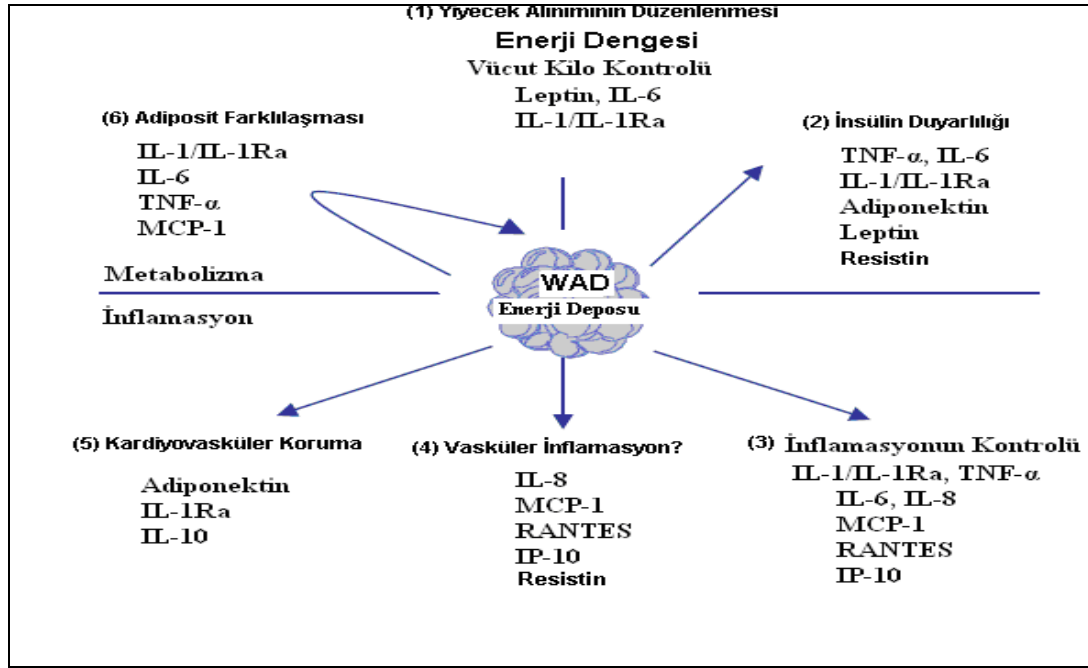 (1) Yiyecek Alınımının Düzenlenmesi
Enerji Dengesi
Vücut Kilo Kontrolü
Leptin, IL-6
IL-1/IL-1Ra
(6) Adiposit Farklılaşması
IL-1/IL-1Ra
IL-6
TNF-α
MCP-1
(2) İnsülin Duyarlılığı
TNF-α, IL-6
IL-1/IL-1Ra
Adiponektin
Leptin
Resistin
Metabolizma
İnflamasyon
WAD
Enerji Deposu
(5) Kardiyovasküler Koruma
Adiponektin
IL-1Ra
IL-10
(4) Vasküler İnflamasyon?
IL-8
MCP-1
RANTES
IP-10
Resistin
(3) İnflamasyonun Kontrolü
IL-1/IL-1Ra, TNF-α
IL-6, IL-8
MCP-1
RANTES
IP-10